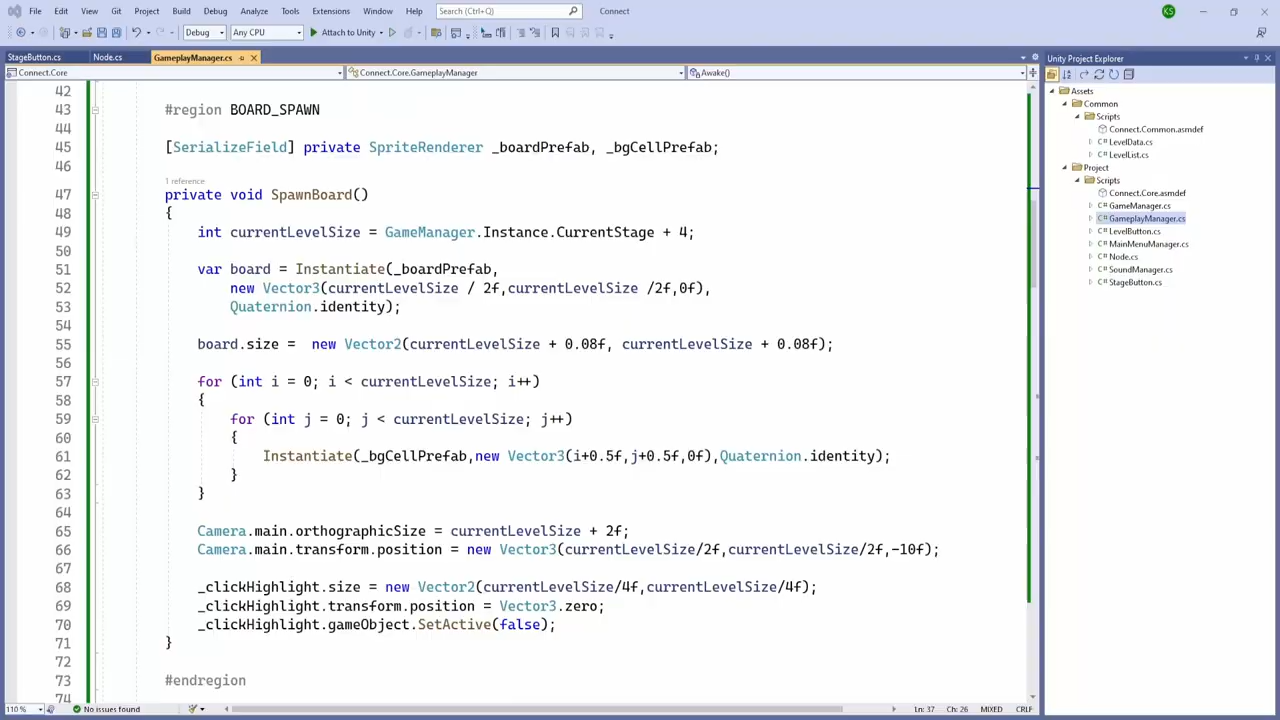 File Edit View Git Project Build Debug Analyze Tools Extensions Window Help Search (Ctrl+Q) Connect KS
Debug Any CPU Attach to Unity
StageButton.cs Node.cs GameplayManager.cs
Connect.Core Connect.Core.GameplayManager Awake()
42
43 #region BOARD_SPAWN
44
45 [SerializeField] private SpriteRenderer _boardPrefab, _bgCellPrefab;
46
1 reference
47 private void SpawnBoard()
48 {
49 int currentLevelSize = GameManager.Instance.CurrentStage + 4;
50
51 var board = Instantiate(_boardPrefab,
52 new Vector3(currentLevelSize / 2f,currentLevelSize /2f,0f),
53 Quaternion.identity);
54
55 board.size =  new Vector2(currentLevelSize + 0.08f, currentLevelSize + 0.08f);
56
57 for (int i = 0; i < currentLevelSize; i++)
58 {
59 for (int j = 0; j < currentLevelSize; j++)
60 {
61 Instantiate(_bgCellPrefab,new Vector3(i+0.5f,j+0.5f,0f),Quaternion.identity);
62 }
63 }
64
65 Camera.main.orthographicSize = currentLevelSize + 2f;
66 Camera.main.transform.position = new Vector3(currentLevelSize/2f,currentLevelSize/2f,-10f);
67
68 _clickHighlight.size = new Vector2(currentLevelSize/4f,currentLevelSize/4f);
69 _clickHighlight.transform.position = Vector3.zero;
70 _clickHighlight.gameObject.SetActive(false);
71 }
72
73 #endregion
74
110 % No issues found Ln: 37 Ch: 26 MIXED CRLF
Unity Project Explorer
Assets
Common
Scripts
Connect.Common.asmdef
C# LevelData.cs
C# LevelList.cs
Project
Scripts
Connect.Core.asmdef
C# GameManager.cs
C# GameplayManager.cs
C# LevelButton.cs
C# MainMenuManager.cs
C# Node.cs
C# SoundManager.cs
C# StageButton.cs